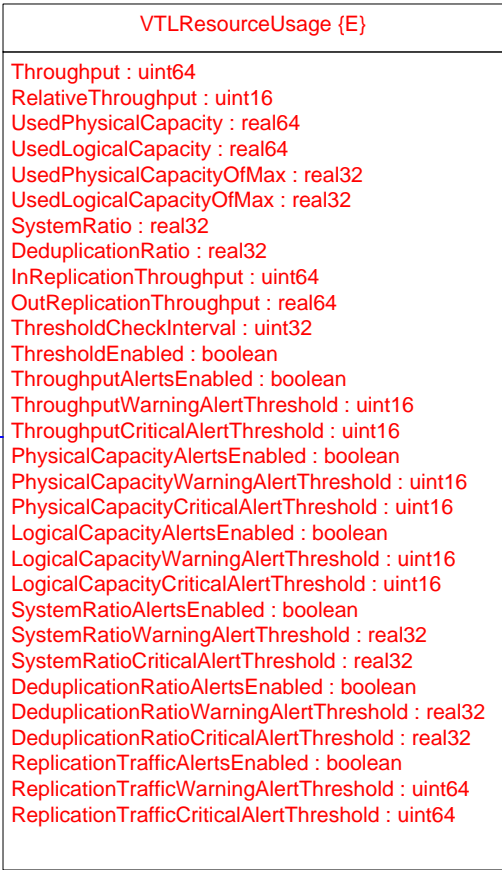 VTLResourceUsage {E}
Throughput : uint64
RelativeThroughput : uint16
UsedPhysicalCapacity : real64
UsedLogicalCapacity : real64
UsedPhysicalCapacityOfMax : real32
UsedLogicalCapacityOfMax : real32
SystemRatio : real32
DeduplicationRatio : real32
InReplicationThroughput : uint64
OutReplicationThroughput : real64
ThresholdCheckInterval : uint32
ThresholdEnabled : boolean
ThroughputAlertsEnabled : boolean
ThroughputWarningAlertThreshold : uint16
ThroughputCriticalAlertThreshold : uint16
PhysicalCapacityAlertsEnabled : boolean
PhysicalCapacityWarningAlertThreshold : uint16
PhysicalCapacityCriticalAlertThreshold : uint16
LogicalCapacityAlertsEnabled : boolean
LogicalCapacityWarningAlertThreshold : uint16
LogicalCapacityCriticalAlertThreshold : uint16
SystemRatioAlertsEnabled : boolean
SystemRatioWarningAlertThreshold : real32
SystemRatioCriticalAlertThreshold : real32
DeduplicationRatioAlertsEnabled : boolean
DeduplicationRatioWarningAlertThreshold : real32
DeduplicationRatioCriticalAlertThreshold : real32
ReplicationTrafficAlertsEnabled : boolean
ReplicationTrafficWarningAlertThreshold : uint64
ReplicationTrafficCriticalAlertThreshold : uint64